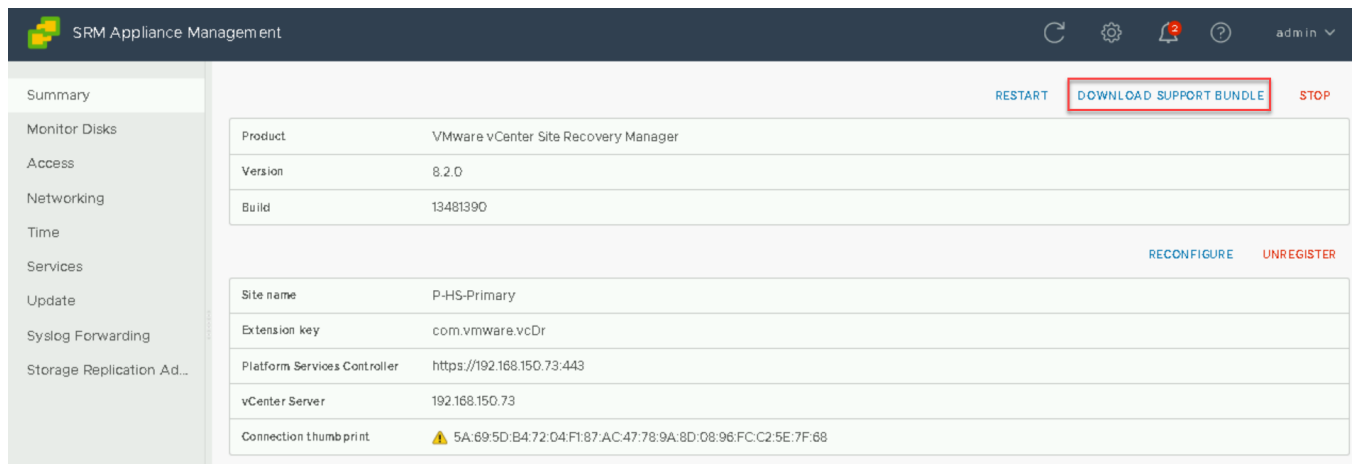 SRM Appliance Management
2
admin
Summary
Monitor Disks
Access
Networking
Time
Services
Update
Syslog Forwarding
Storage Replication Ad...
RESTART DOWNLOAD SUPPORT BUNDLE STOP
Product VMware vCenter Site Recovery Manager
Version 8.2.0
Build 13481390
RECONFIGURE UNREGISTER
Site name P-HS-Primary
Extension key com.vmware.vcDr
Platform Services Controller https://192.168.150.73:443
vCenter Server 192.168.150.73
Connection thumbprint 5A:69:5D:B4:72:04:F1:87:AC:47:78:9A:8D:08:96:FC:C2:5E:7F:68